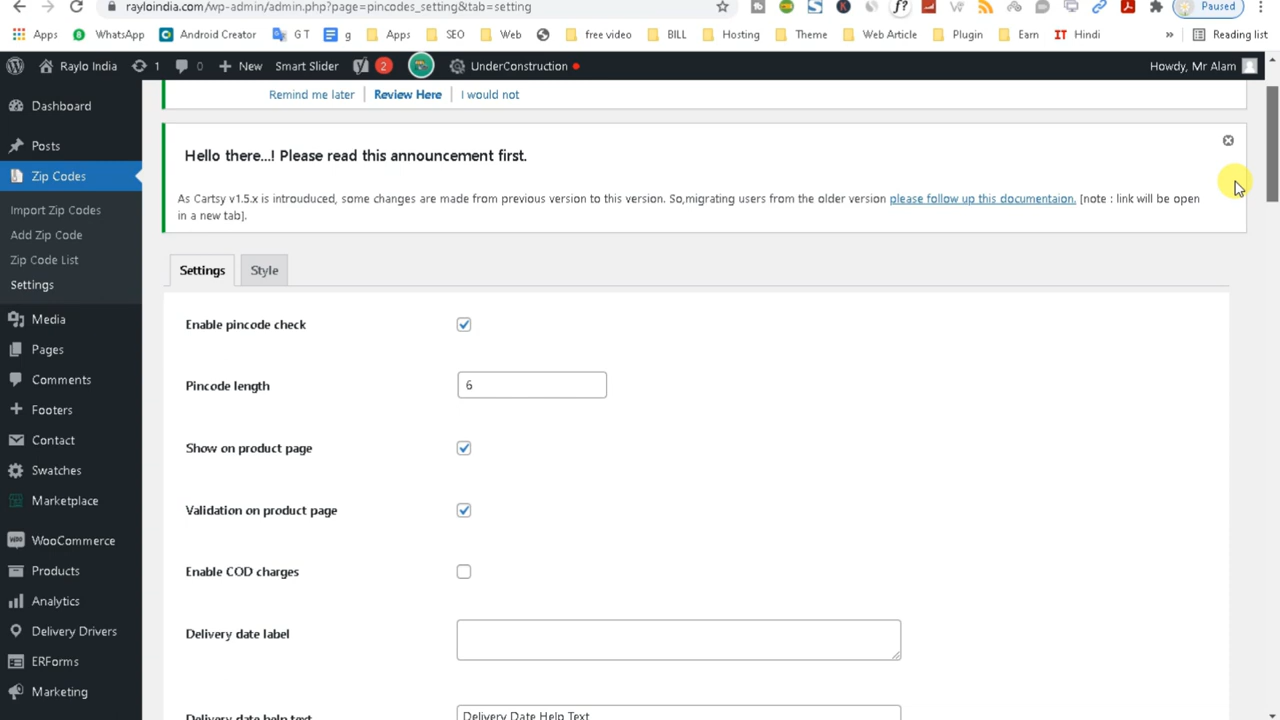 rayloindia.com/wp-admin/admin.php?page=pincodes_setting&tab=setting
Paused
Apps WhatsApp Android Creator G T g Apps SEO Web free video BILL Hosting Theme Web Article Plugin Earn IT Hindi » Reading list
Raylo India 1 0 New Smart Slider 2 UnderConstruction Howdy, Mr Alam
Remind me later Review Here I would not
Hello there...! Please read this announcement first.
As Cartsy v1.5.x is introuduced, some changes are made from previous version to this version. So,migrating users from the older version please follow up this documentaion. [note : link will be open
in a new tab].
Dashboard
Posts
Zip Codes
Import Zip Codes
Add Zip Code
Zip Code List
Settings
Media
Pages
Comments
Footers
Contact
Swatches
Marketplace
WooCommerce
Products
Analytics
Delivery Drivers
ERForms
Marketing
Settings Style
Enable pincode check
Pincode length 6
Show on product page
Validation on product page
Enable COD charges
Delivery date label
Delivery date help text Delivery Date Help Text